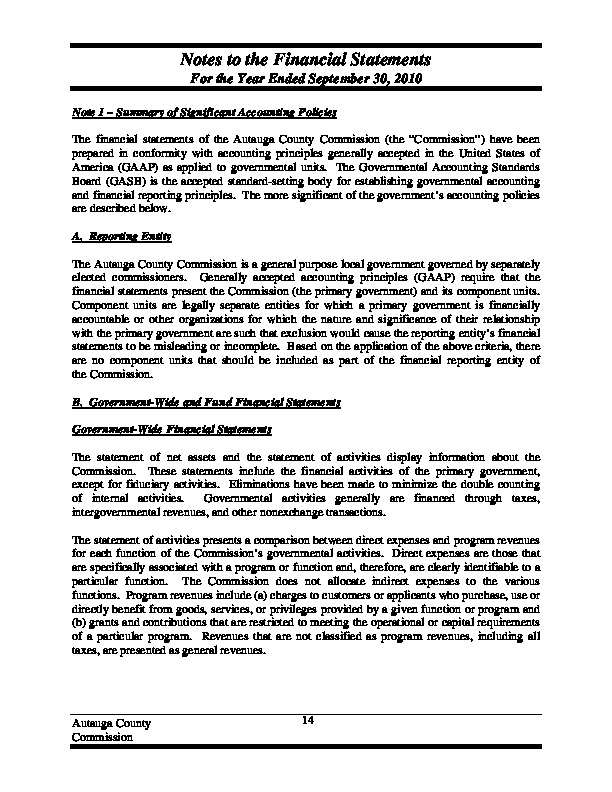 Notes to the Financial Statements
For the Year Ended September 30, 2010
Note 1 – Summary of Significant Accounting Policies
The financial statements of the Autauga County Commission (the "Commission") have been
prepared in conformity with accounting principles generally accepted in the United States of
America (GAAP) as applied to governmental units. The Governmental Accounting Standards
Board (GASB) is the accepted standard-setting body for establishing governmental accounting
and financial reporting principles. The more significant of the government's accounting policies
are described below.
A. Reporting Entity
The Autauga County Commission is a general purpose local government governed by separately
elected commissioners. Generally accepted accounting principles (GAAP) require that the
financial statements present the Commission (the primary government) and its component units.
Component units are legally separate entities for which a primary government is financially
accountable or other organizations for which the nature and significance of their relationship
with the primary government are such that exclusion would cause the reporting entity's financial
statements to be misleading or incomplete. Based on the application of the above criteria, there
are no component units that should be included as part of the financial reporting entity of
the Commission.
B. Government-Wide and Fund Financial Statements
Government-Wide Financial Statements
The statement of net assets and the statement of activities display information about the
Commission. These statements include the financial activities of the primary government,
except for fiduciary activities. Eliminations have been made to minimize the double counting
of internal activities. Governmental activities generally are financed through taxes,
intergovernmental revenues, and other nonexchange transactions.
The statement of activities presents a comparison between direct expenses and program revenues
for each function of the Commission's governmental activities. Direct expenses are those that
are specifically associated with a program or function and, therefore, are clearly identifiable to a
particular function. The Commission does not allocate indirect expenses to the various
functions. Program revenues include (a) charges to customers or applicants who purchase, use or
directly benefit from goods, services, or privileges provided by a given function or program and
(b) grants and contributions that are restricted to meeting the operational or capital requirements
of a particular program. Revenues that are not classified as program revenues, including all
taxes, are presented as general revenues.
Autauga County
Commission
14